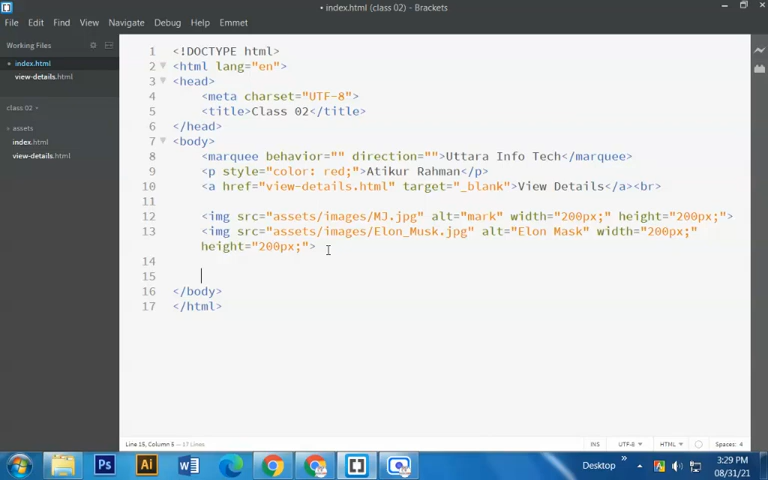 • index.html (class 02) - Brackets
File Edit Find View Navigate Debug Help Emmet
Working Files
• index.html
view-details.html
class 02
assets
index.html
view-details.html
1 <!DOCTYPE html>
2 <html lang="en">
3 <head>
4 <meta charset="UTF-8">
5 <title>Class 02</title>
6 </head>
7 <body>
8 <marquee behavior="" direction="">Uttara Info Tech</marquee>
9 <p style="color: red;">Atikur Rahman</p>
10 <a href="view-details.html" target="_blank">View Details</a><br>
11
12 <img src="assets/images/MJ.jpg" alt="mark" width="200px;" height="200px;">
13 <img src="assets/images/Elon_Musk.jpg" alt="Elon Mask" width="200px;"
height="200px;">
14
15
16 </body>
17 </html>
Line 15, Column 5 — 17 Lines
INS UTF-8 HTML Spaces: 4
Ps Ai W Desktop » 3:29 PM
08/31/21